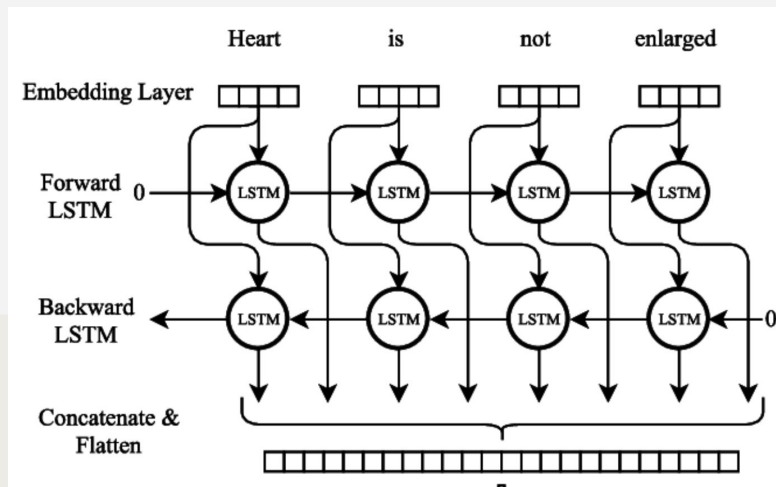 Heart is not enlarged
Embedding Layer
Forward 0 LSTM LSTM LSTM LSTM
LSTM
Backward LSTM LSTM LSTM LSTM 0
LSTM
Concatenate &
Flatten